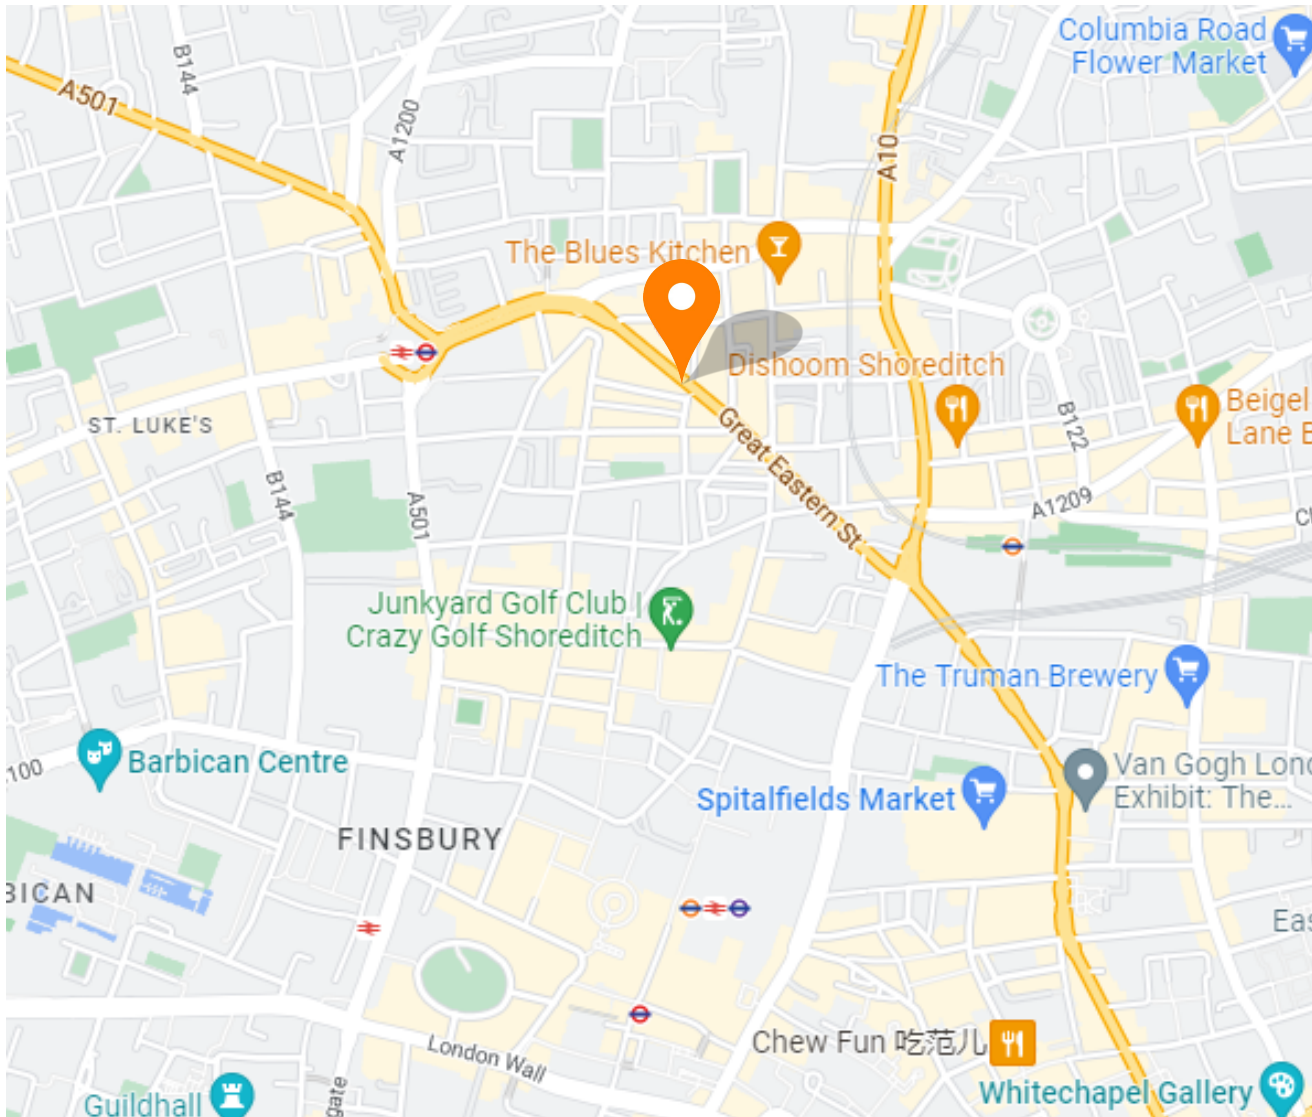 Columbia Road
Flower Market
B144
A501
A1200
A10
The Blues Kitchen
Dishoom Shoreditch
Beigel
Lane B
ST. LUKE'S
B122
Great Eastern St
B144
A501
A1209
Junkyard Golf Club |
Crazy Golf Shoreditch
The Truman Brewery
Barbican Centre
100
Van Gogh Lond
Exhibit: The...
Spitalfields Market
FINSBURY
BICAN
Eas
London Wall
Chew Fun 吃范儿
Whitechapel Gallery
Guildhall
gate